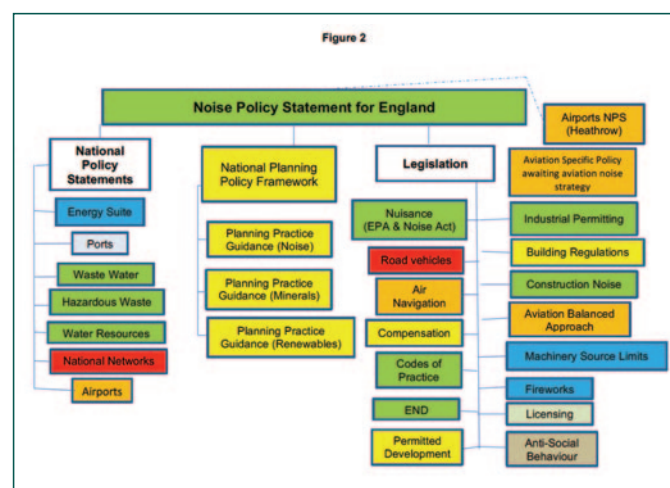 Figure 2
Noise Policy Statement for England
Airports NPS
(Heathrow)
National
Policy
Statements
Energy Suite
Ports
Waste Water
Hazardous Waste
Water Resources
National Networks
Airports
National Planning
Policy Framework
Planning Practice
Guidance (Noise)
Planning Practice
Guidance (Minerals)
Planning Practice
Guidance (Renewables)
Legislation
Nuisance
(EPA & Noise Act)
Road vehicles
Air
Navigation
Compensation
Codes of
Practice
END
Permitted
Development
Aviation Specific Policy
awaiting aviation noise
strategy
Industrial Permitting
Building Regulations
Construction Noise
Aviation Balanced
Approach
Machinery Source Limits
Fireworks
Licensing
Anti-Social
Behaviour